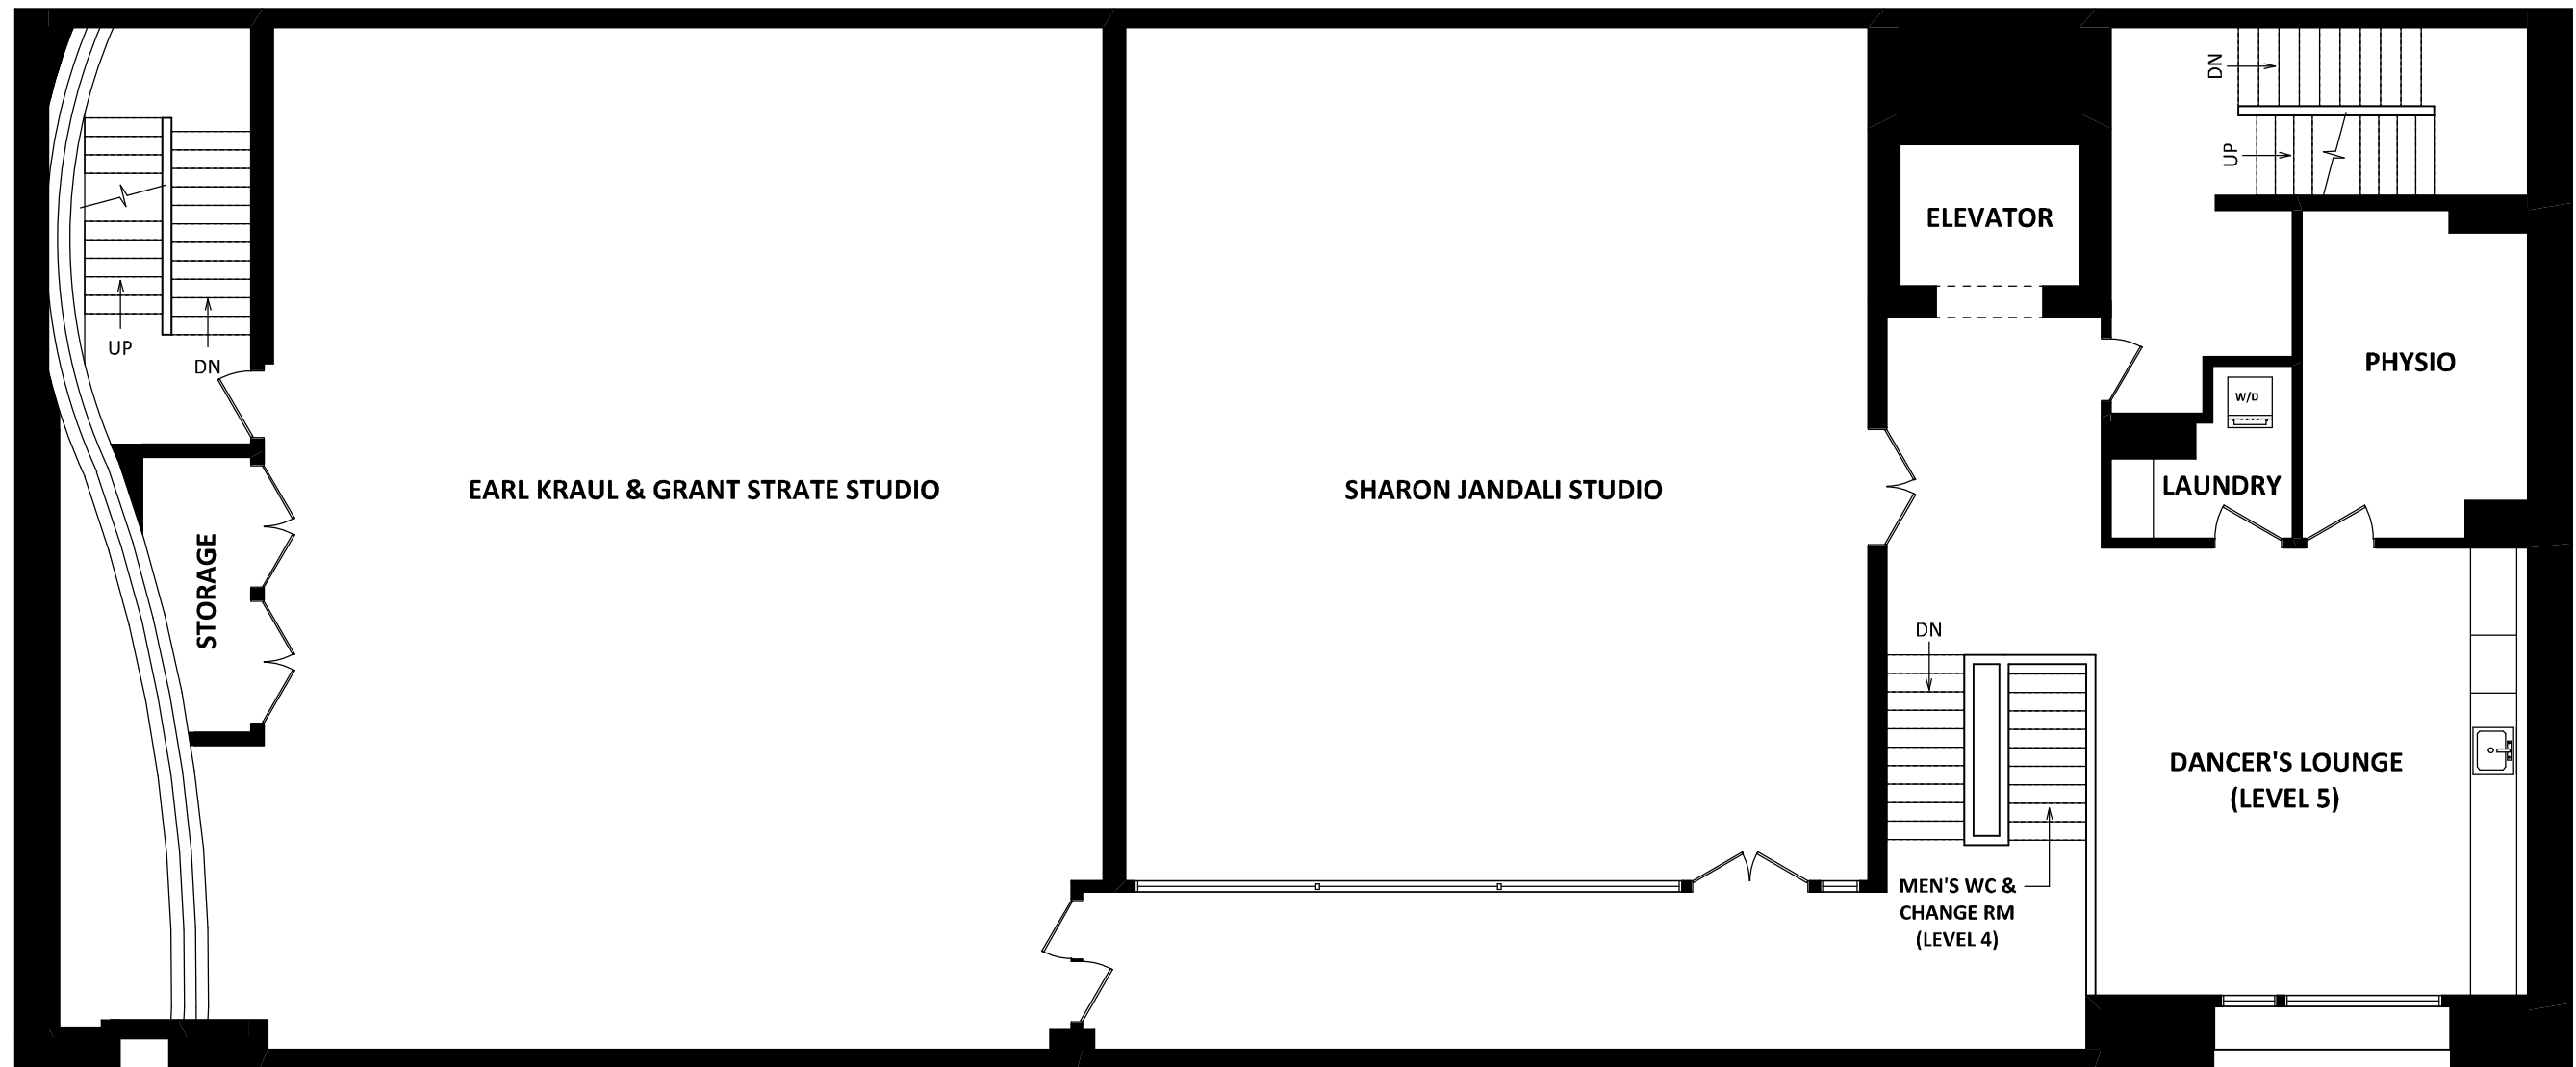 DN
UP
ELEVATOR
UP
DN
PHYSIO
W/D
EARL KRAUL & GRANT STRATE STUDIO
SHARON JANDALI STUDIO
LAUNDRY
STORAGE
DN
DANCER'S LOUNGE
(LEVEL 5)
MEN'S WC &
CHANGE RM
(LEVEL 4)